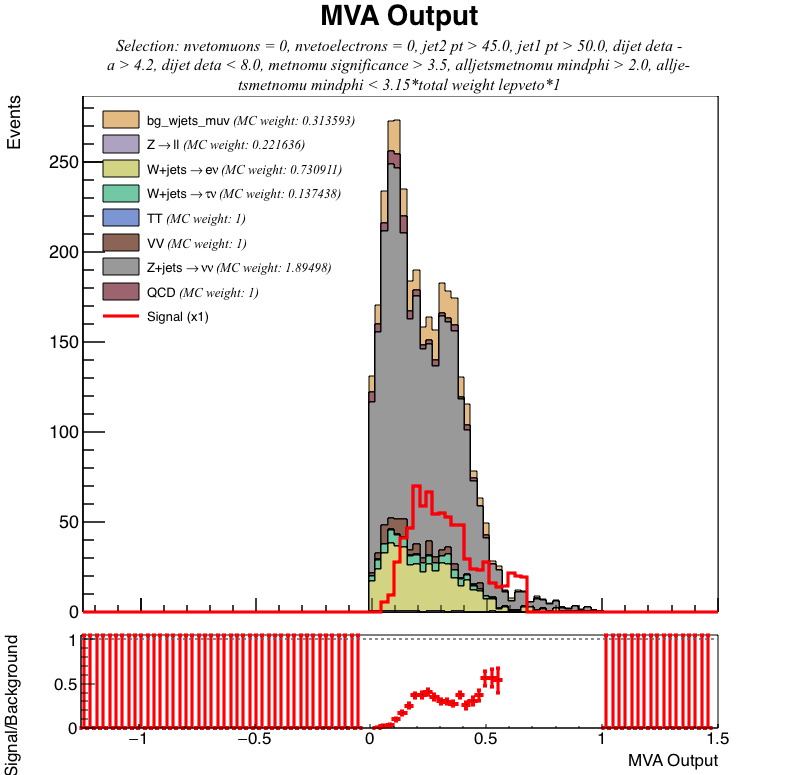 MVA Output
Selection: nvetomuons = 0, nvetoelectrons = 0, jet2 pt > 45.0, jet1 pt > 50.0, dijet deta -
a > 4.2, dijet deta < 8.0, metnomu significance > 3.5, alljetsmetnomu mindphi > 2.0, allje-
tsmetnomu mindphi < 3.15*total weight lepveto*1
Events
250
200
150
100
50
0
bg_wjets_muv (MC weight: 0.313593)
Z → ll (MC weight: 0.221636)
W+jets → eν (MC weight: 0.730911)
W+jets → τν (MC weight: 0.137438)
TT (MC weight: 1)
VV (MC weight: 1)
Z+jets → νν (MC weight: 1.89498)
QCD (MC weight: 1)
Signal (x1)
Signal/Background
1
0.5
0
−1 −0.5 0 0.5 1 1.5
MVA Output